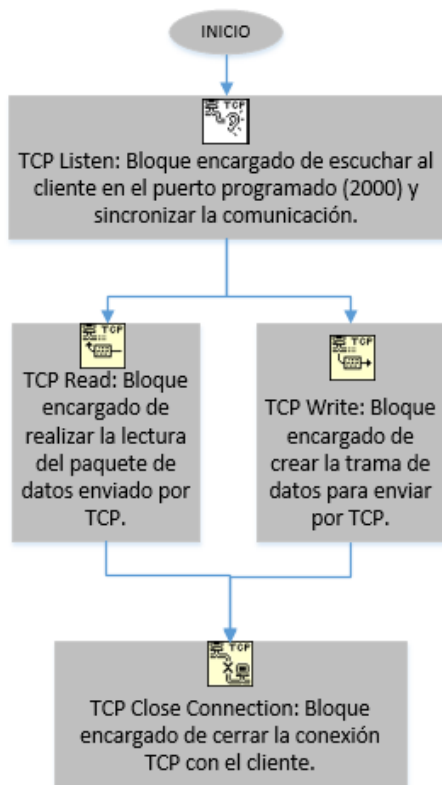 INICIO
TCP
TCP Listen: Bloque encargado de escuchar al
cliente en el puerto programado (2000) y
sincronizar la comunicación.
TCP
TCP Read: Bloque
encargado de
realizar la lectura
del paquete de
datos enviado por
TCP.
TCP
TCP Write: Bloque
encargado de
crear la trama de
datos para enviar
por TCP.
TCP
TCP Close Connection: Bloque
encargado de cerrar la conexión
TCP con el cliente.